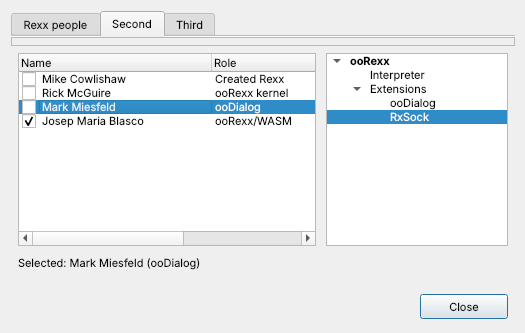 Rexx people Second Third
Name Role
Mike Cowlishaw Created Rexx
Rick McGuire ooRexx kernel
Mark Miesfeld ooDialog
Josep Maria Blasco ooRexx/WASM
ooRexx
Interpreter
Extensions
ooDialog
RxSock
Selected: Mark Miesfeld (ooDialog)
Close